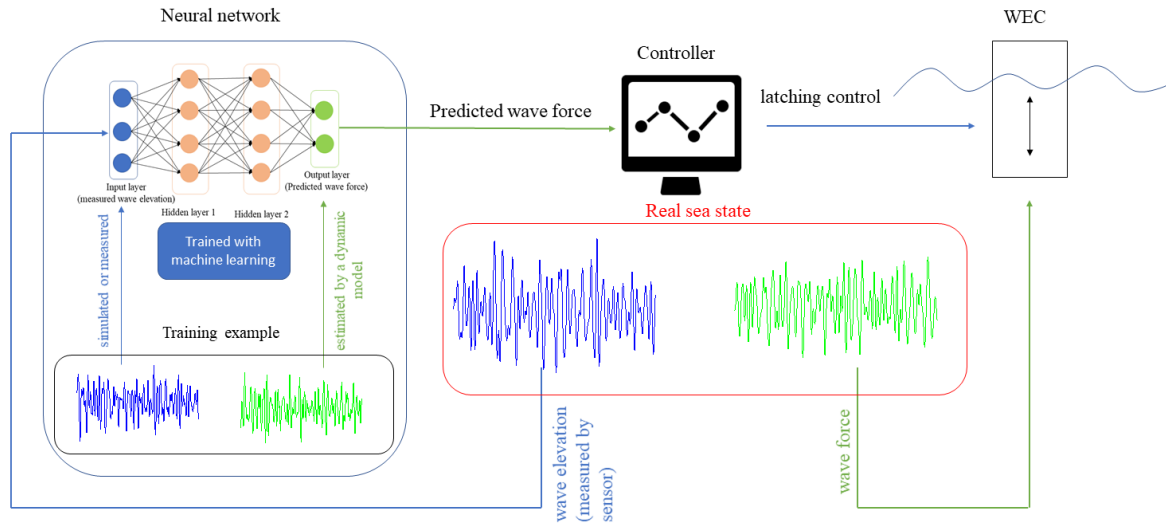 Neural network
WEC
Controller
Predicted wave force
latching control
Input layer
(measured wave elevation)
Output layer
(Predicted wave force)
Hidden layer 1
Hidden layer 2
Trained with
machine learning
simulated or measured
estimated by a dynamic
model
Training example
Real sea state
wave elevation
(measured by
sensor)
wave force